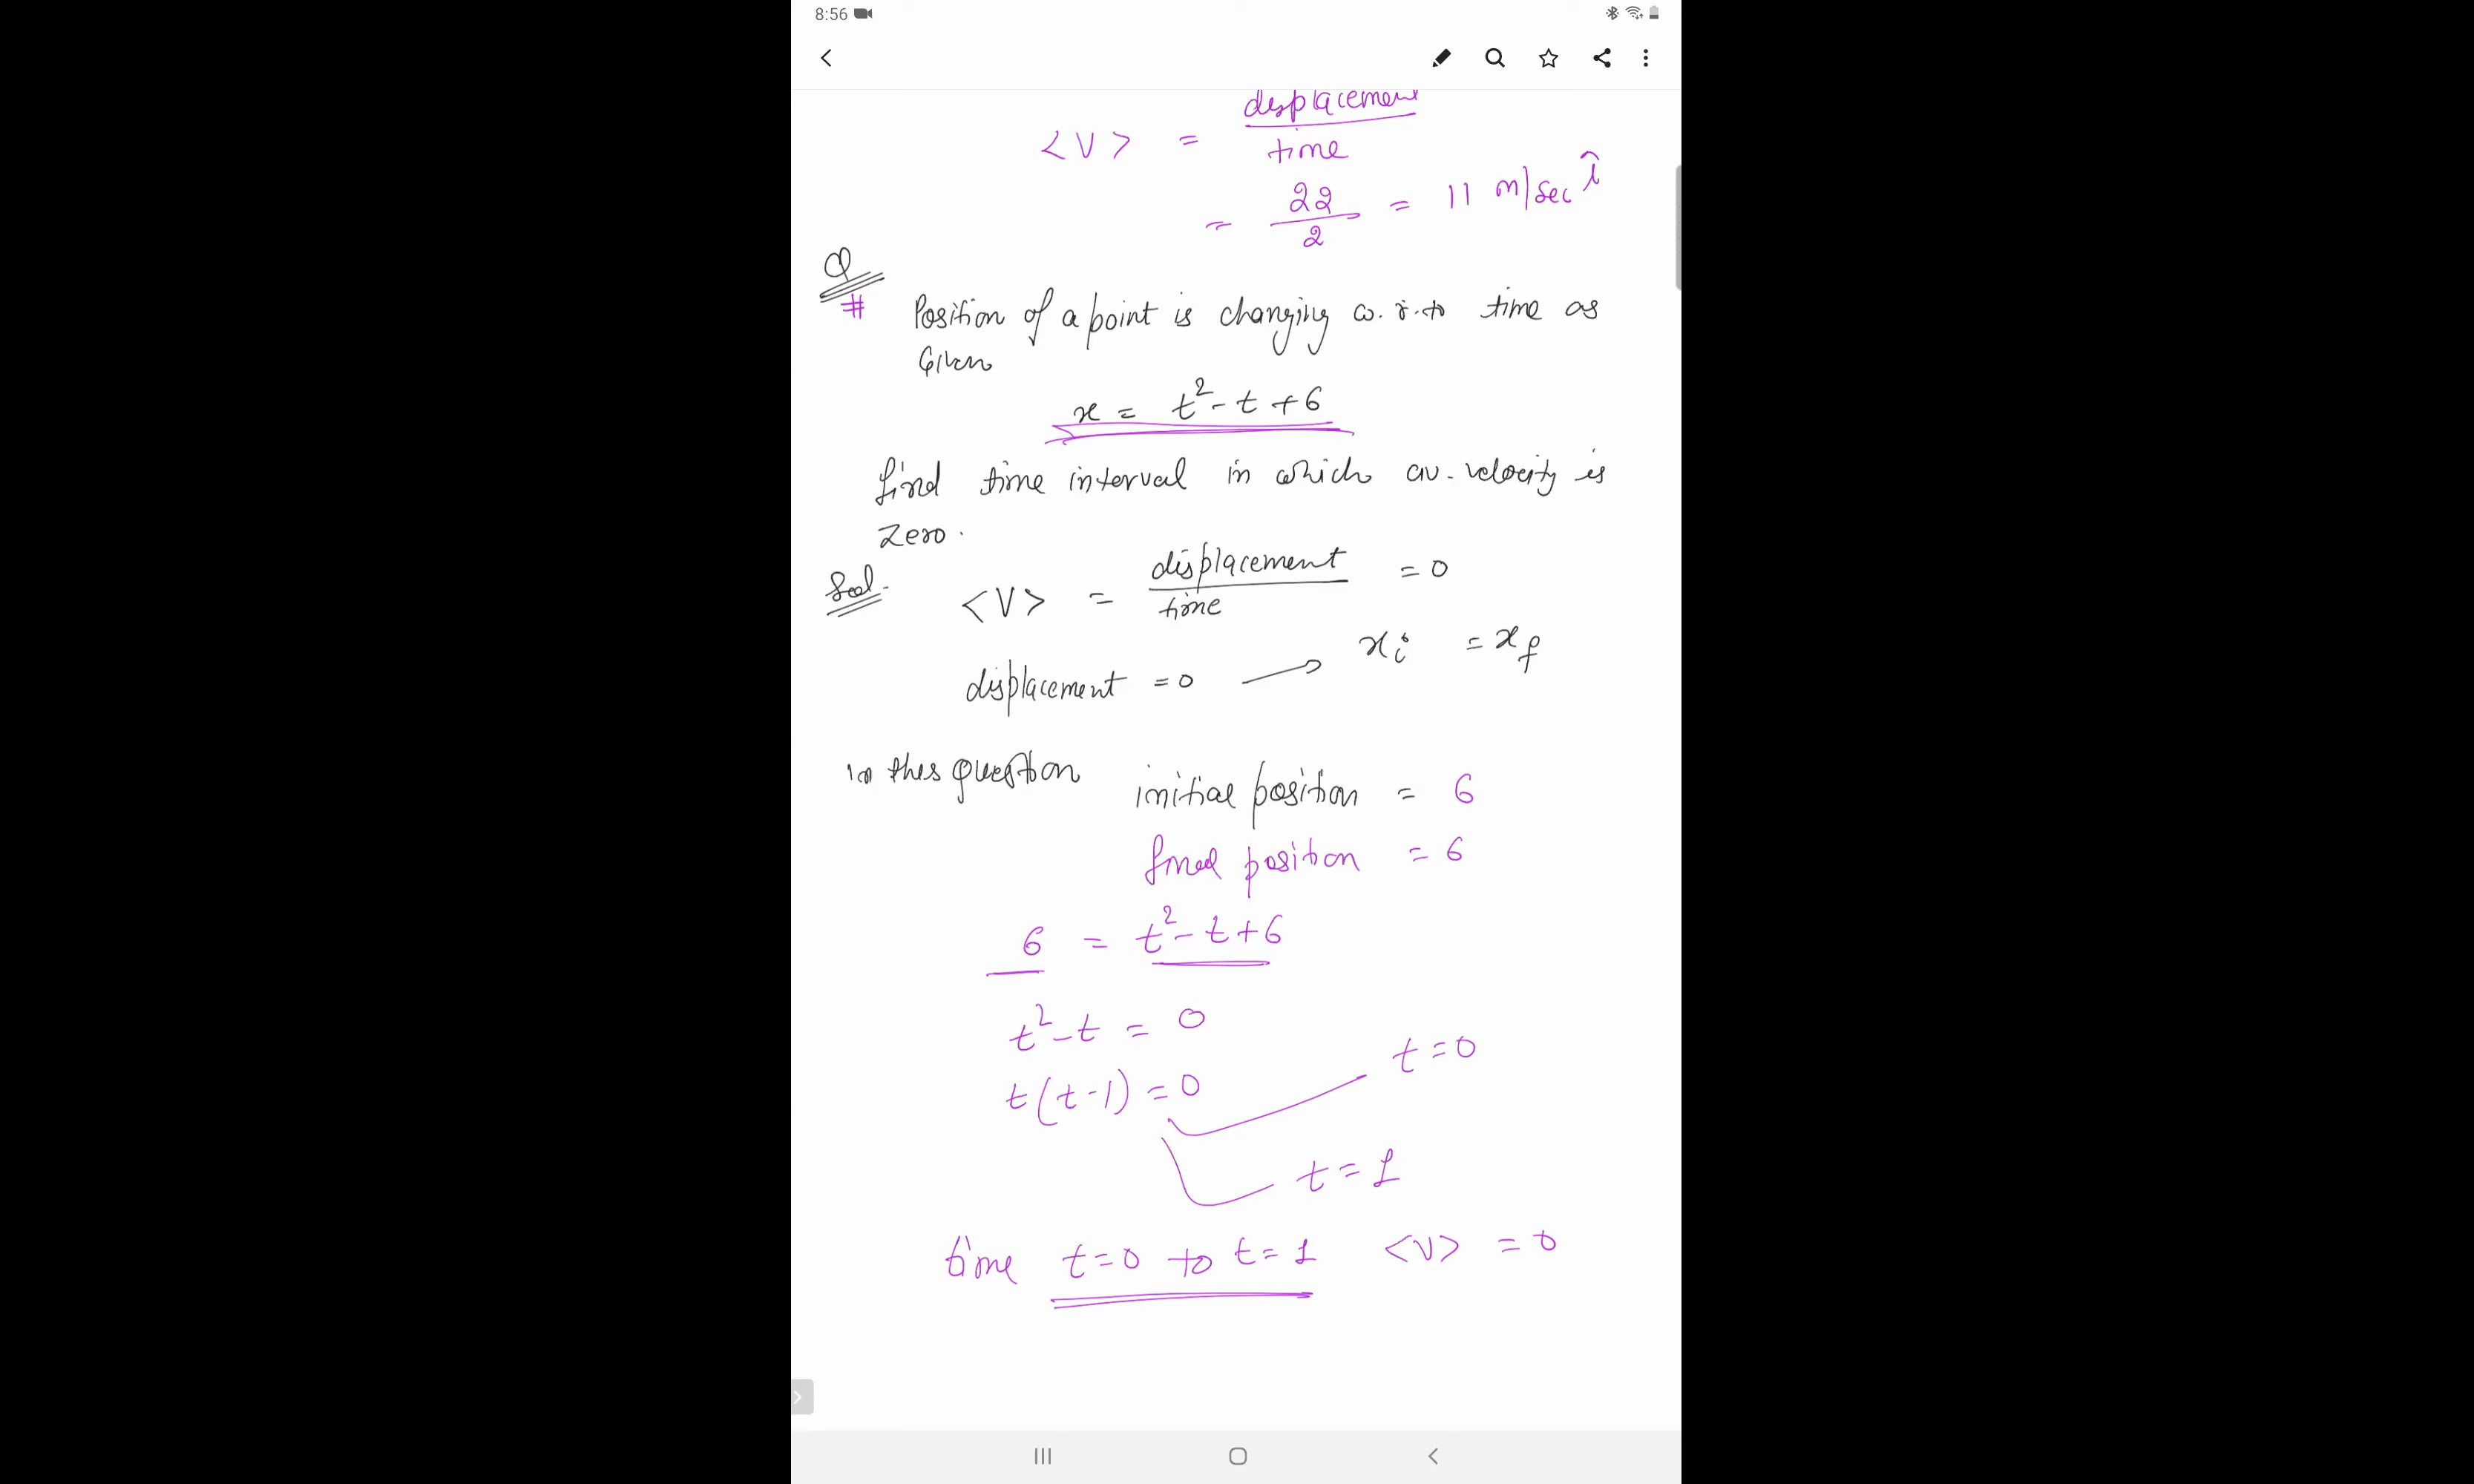 8:56
<V> = displacement / time
= 22 / 2 = 11 m/sec î
Q
# Position of a point is changing w.r.to time as
Given
x = t² - t + 6
find time interval in which av. velocity is
Zero.
Sol. <V> = displacement / time = 0
displacement = 0 → xi = xf
in this question initial position = 6
final position = 6
6 = t² - t + 6
t² - t = 0
t(t-1) = 0
t = 0
t = 1
time t=0 to t=1 <V> = 0